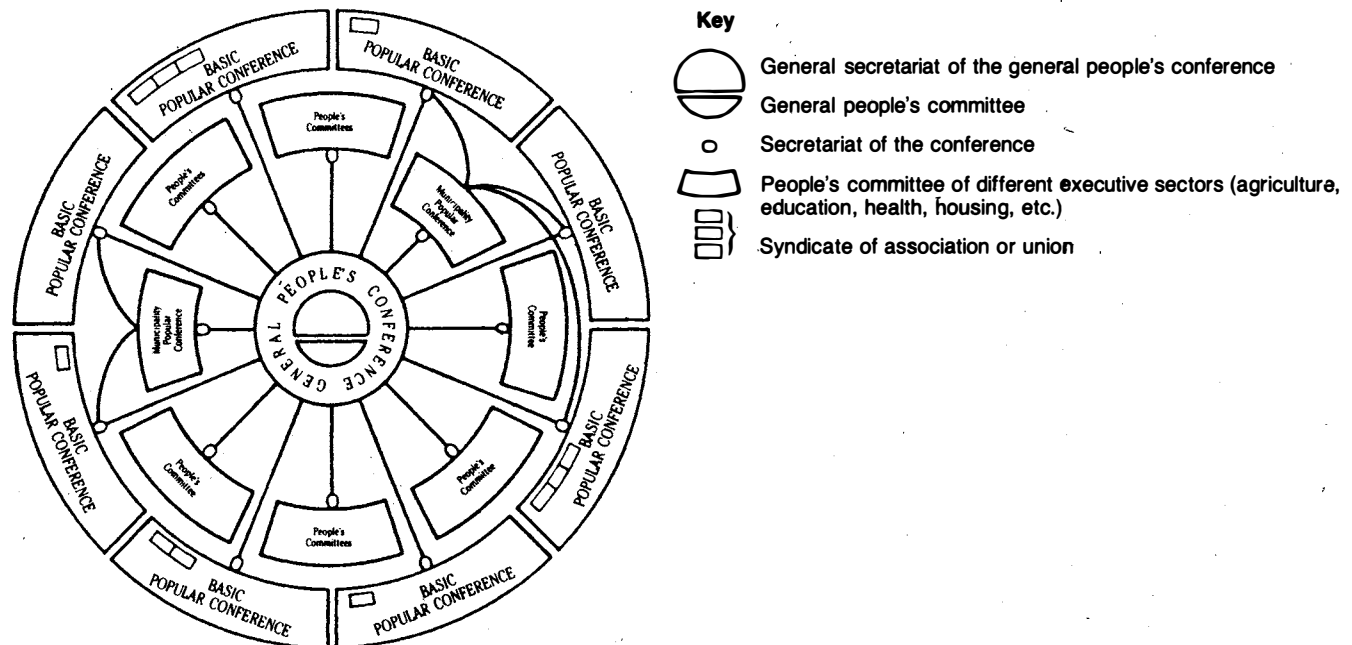 BASIC
POPULAR CONFERENCE
BASIC
POPULAR CONFERENCE
BASIC
POPULAR CONFERENCE
BASIC
POPULAR CONFERENCE
BASIC
POPULAR CONFERENCE
BASIC
POPULAR CONFERENCE
BASIC
POPULAR CONFERENCE
BASIC
POPULAR CONFERENCE
People's
Committees
Municipality
Popular
Conference
People's
Committee
People's
Committee
People's
Committees
People's
Committee
Municipality
Popular
Conference
People's
Committees
GENERAL PEOPLE'S CONFERENCE
Key
General secretariat of the general people's conference
General people's committee
Secretariat of the conference
People's committee of different executive sectors (agriculture,
education, health, housing, etc.)
Syndicate of association or union